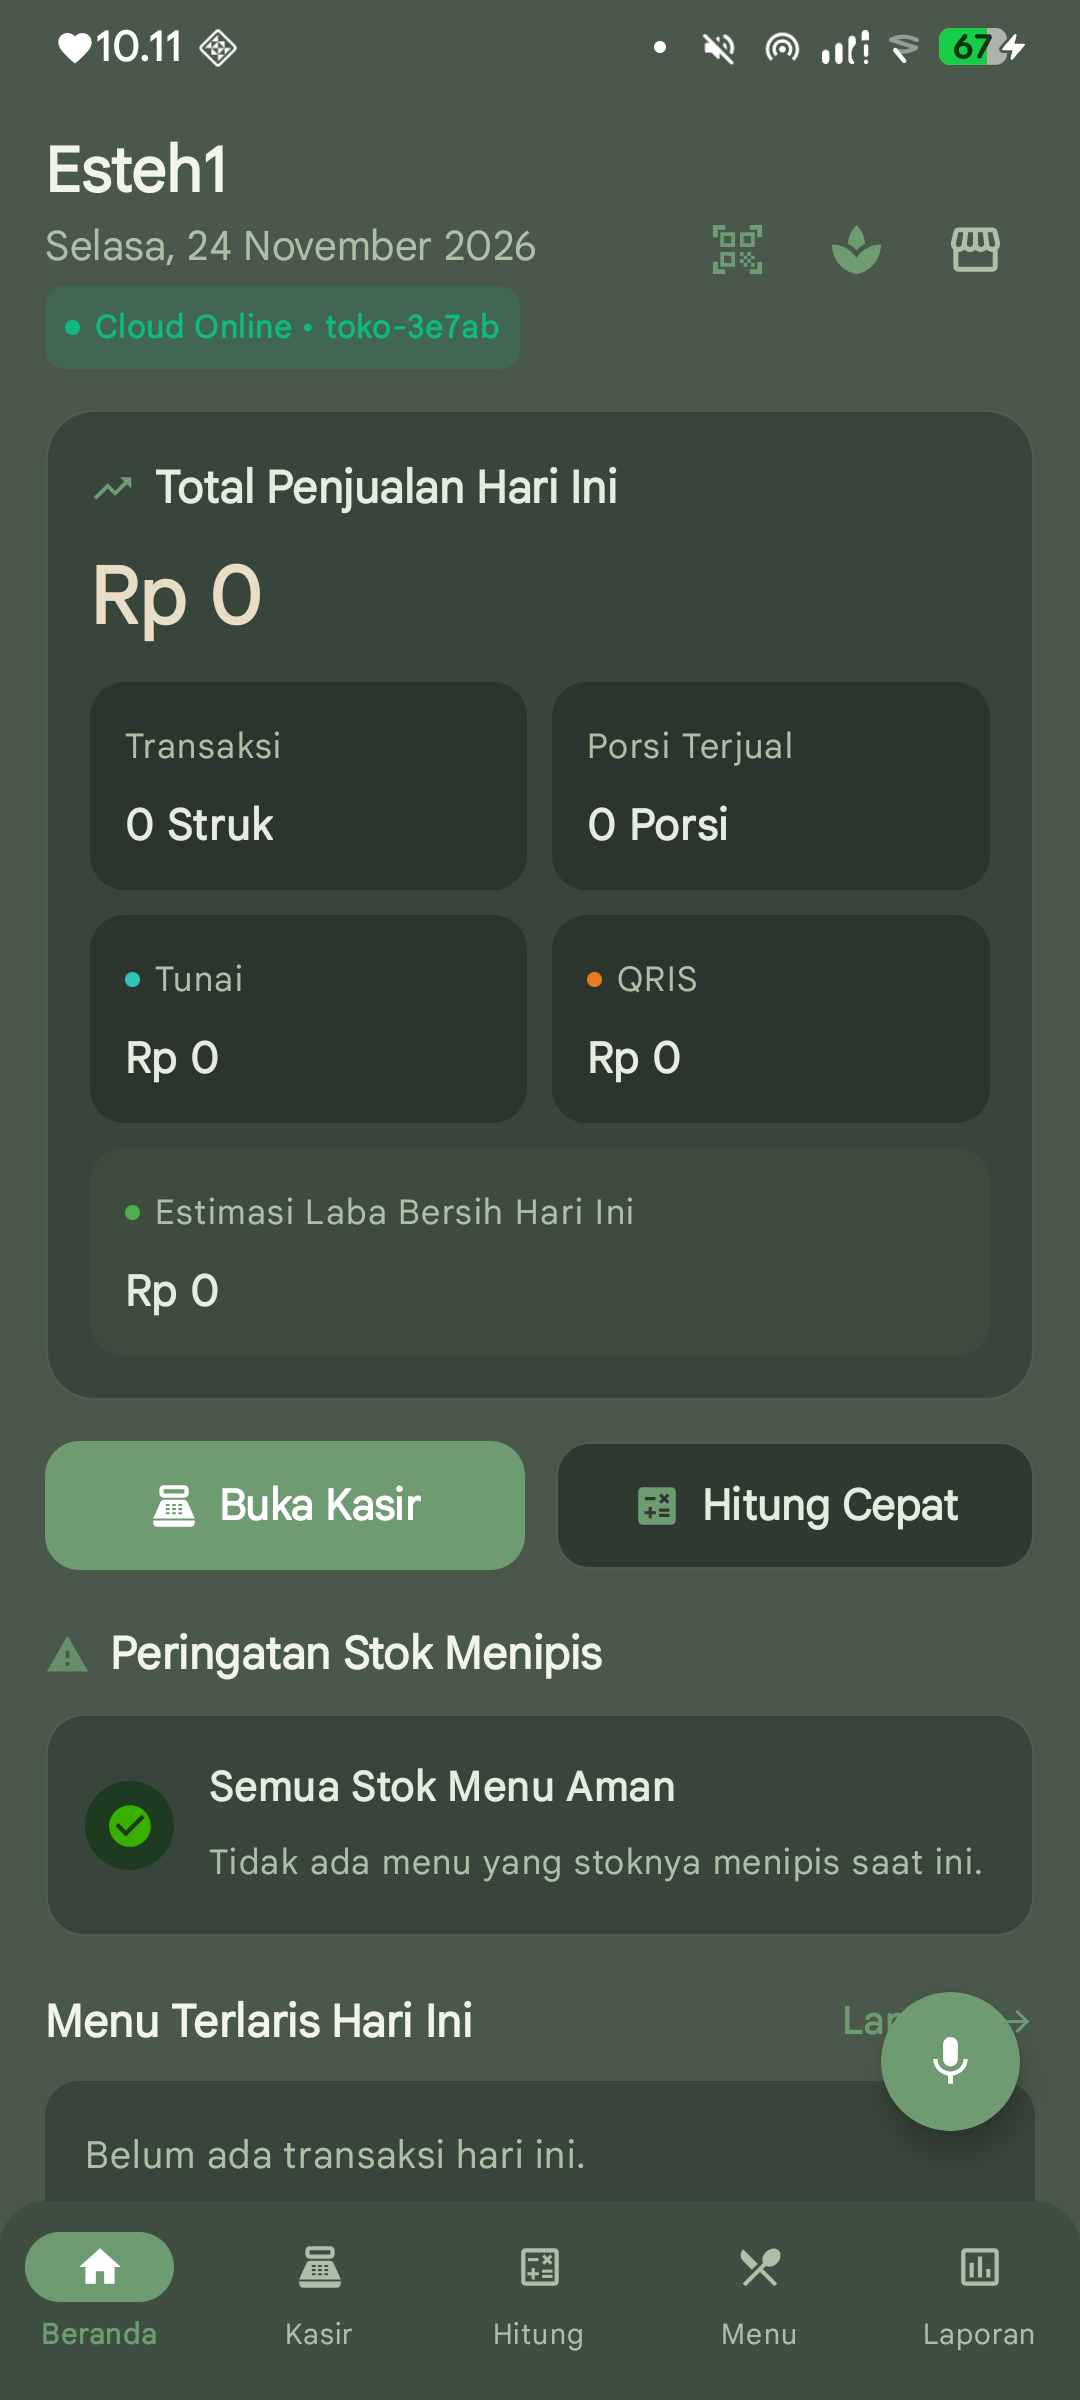 10.11
67
Esteh1
Selasa, 24 November 2026
Cloud Online • toko-3e7ab
Total Penjualan Hari Ini
Rp 0
Transaksi
0 Struk
Porsi Terjual
0 Porsi
Tunai
Rp 0
QRIS
Rp 0
Estimasi Laba Bersih Hari Ini
Rp 0
Buka Kasir
Hitung Cepat
Peringatan Stok Menipis
Semua Stok Menu Aman
Tidak ada menu yang stoknya menipis saat ini.
Menu Terlaris Hari Ini
Belum ada transaksi hari ini.
Beranda
Kasir
Hitung
Menu
Laporan